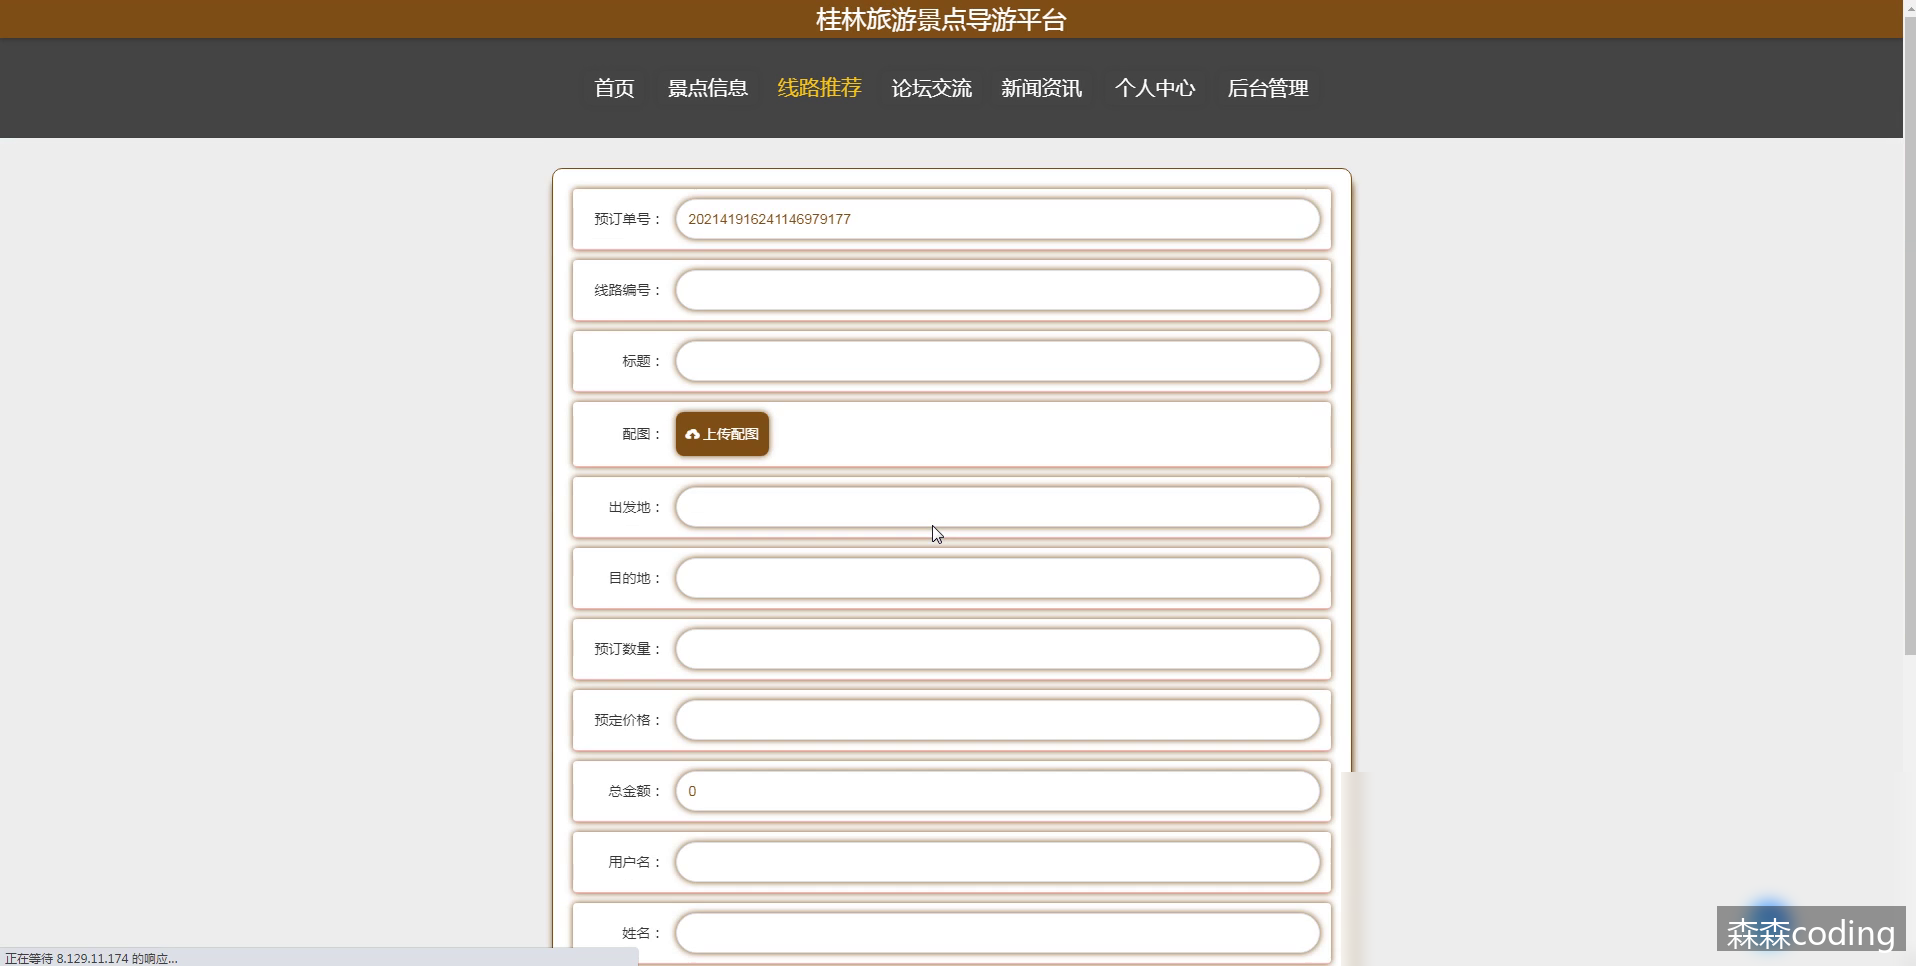 桂林旅游景点导游平台
首页 景点信息 线路推荐 论坛交流 新闻资讯 个人中心 后台管理
预订单号： 202141916241146979177
线路编号：
标题：
配图： 上传配图
出发地：
目的地：
预订数量：
预定价格：
总金额： 0
用户名：
姓名：
森森coding
正在等待 8.129.11.174 的响应...